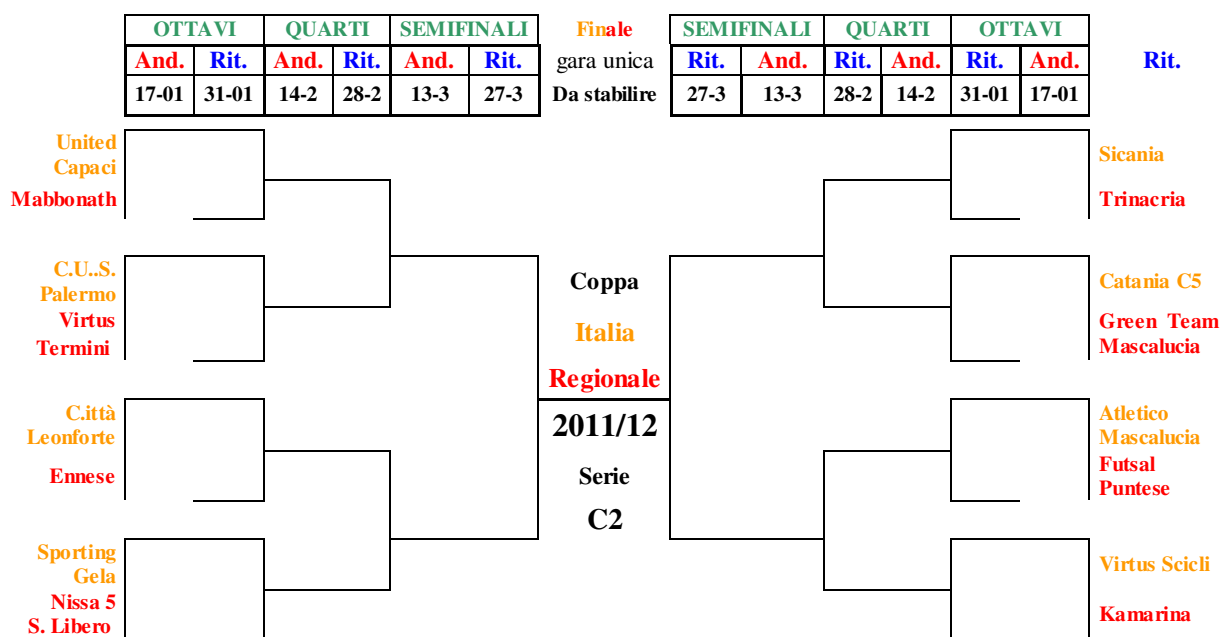 OTTAVI QUARTI SEMIFINALI Finale SEMIFINALI QUARTI OTTAVI
And. Rit. And. Rit. And. Rit. gara unica Rit. And. Rit. And. Rit. And. Rit.
17-01 31-01 14-2 28-2 13-3 27-3 Da stabilire 27-3 13-3 28-2 14-2 31-01 17-01
United
Capaci
Mabbonath
C.U..S.
Palermo
Virtus
Termini
C.ittà
Leonforte
Ennese
Sporting
Gela
Nissa 5
S. Libero
Coppa
Italia
Regionale
2011/12
Serie
C2
Sicania
Trinacria
Catania C5
Green Team
Mascalucia
Atletico
Mascalucia
Futsal
Puntese
Virtus Scicli
Kamarina